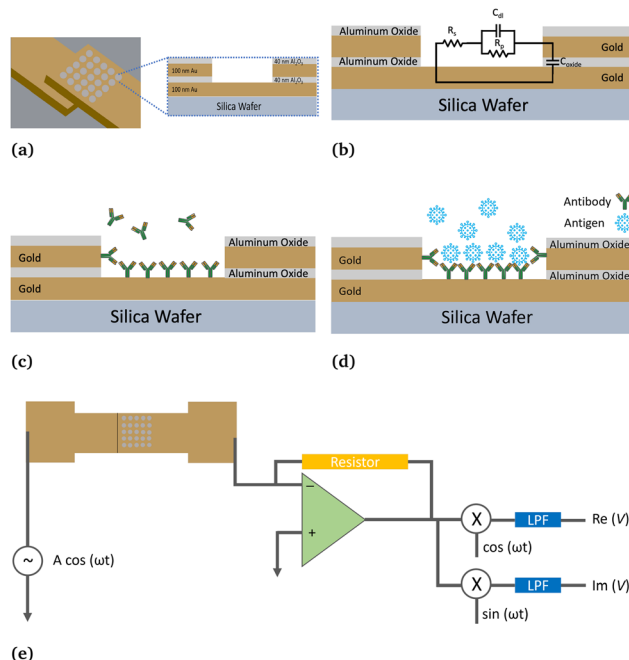 40 nm Al₂O₃
100 nm Au
40 nm Al₂O₃
100 nm Au
Silica Wafer
(a)
Aluminum Oxide
Cdl
Rs
Rp
Gold
Aluminum Oxide
Coxide
Gold
Silica Wafer
(b)
Aluminum Oxide
Gold
Aluminum Oxide
Gold
Silica Wafer
(c)
Antibody
Antigen
Aluminum Oxide
Gold
Aluminum Oxide
Gold
Silica Wafer
(d)
Resistor
−
+
~
A cos (ωt)
X
LPF
Re (V)
cos (ωt)
X
LPF
Im (V)
sin (ωt)
(e)